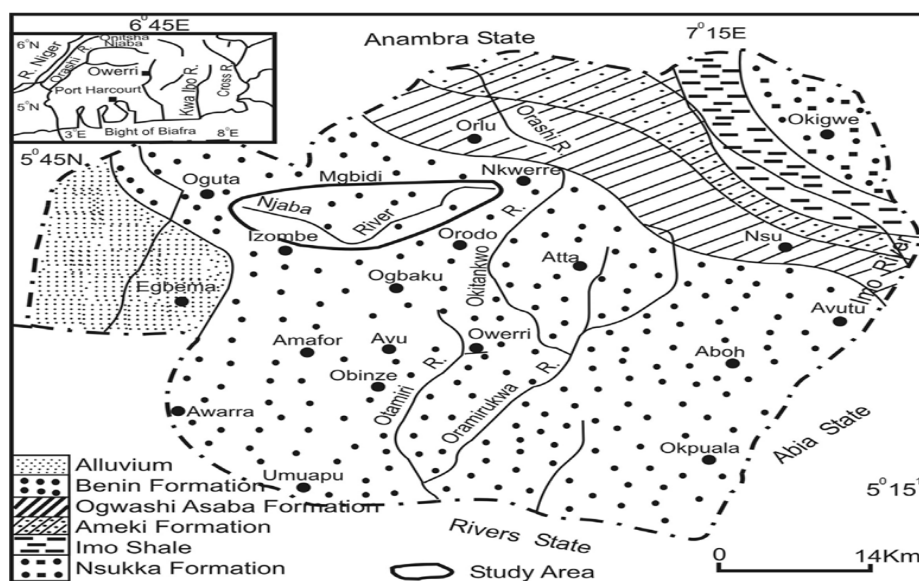 6°45E
7°15E
Anambra State
6°N
R. Niger
Orashi R.
Onitsha
Njaba
Owerri
Port Harcourt
5°N
Kwa Ibo R.
Cross R.
3°E
Bight of Biafra
8°E
5°45N
Orlu
Orashi R.
Okigwe
Oguta
Mgbidi
Nkwerre
Njaba
River
Izombe
Orodo
R.
Okitankwo
Nsu
Atta
Imo River
Egbema
Ogbaku
Avutu
Amafor
Avu
Owerri
Aboh
Obinze
R.
R.
Otamiri
Oramirukwa
Awarra
Abia State
Okpuala
Umuapu
5°15
Rivers State
Alluvium
Benin Formation
Ogwashi Asaba Formation
Ameki Formation
Imo Shale
Nsukka Formation
Study Area
0 14Km